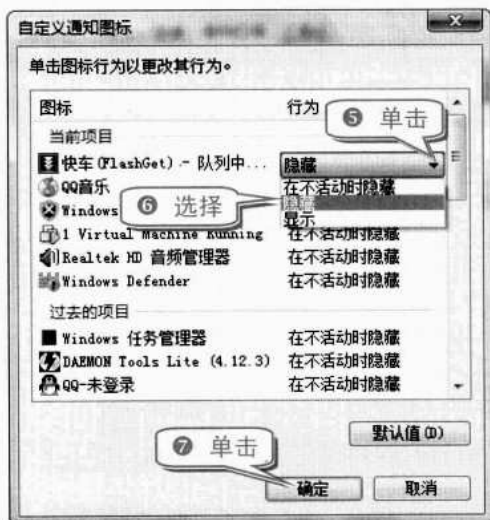 自定义通知图标
单击图标行为以更改其行为。
图标 行为
❺ 单击
当前项目
快车(FlashGet) - 队列中... 隐藏
QQ音乐 在不活动时隐藏
❻ 选择
Windows 隐藏
显示
1 Virtual Machine Running 在不活动时隐藏
Realtek HD 音频管理器 在不活动时隐藏
Windows Defender 在不活动时隐藏
过去的项目
Windows 任务管理器 在不活动时隐藏
DAEMON Tools Lite (4.12.3) 在不活动时隐藏
QQ-未登录 在不活动时隐藏
默认值(D)
❼ 单击
确定 取消